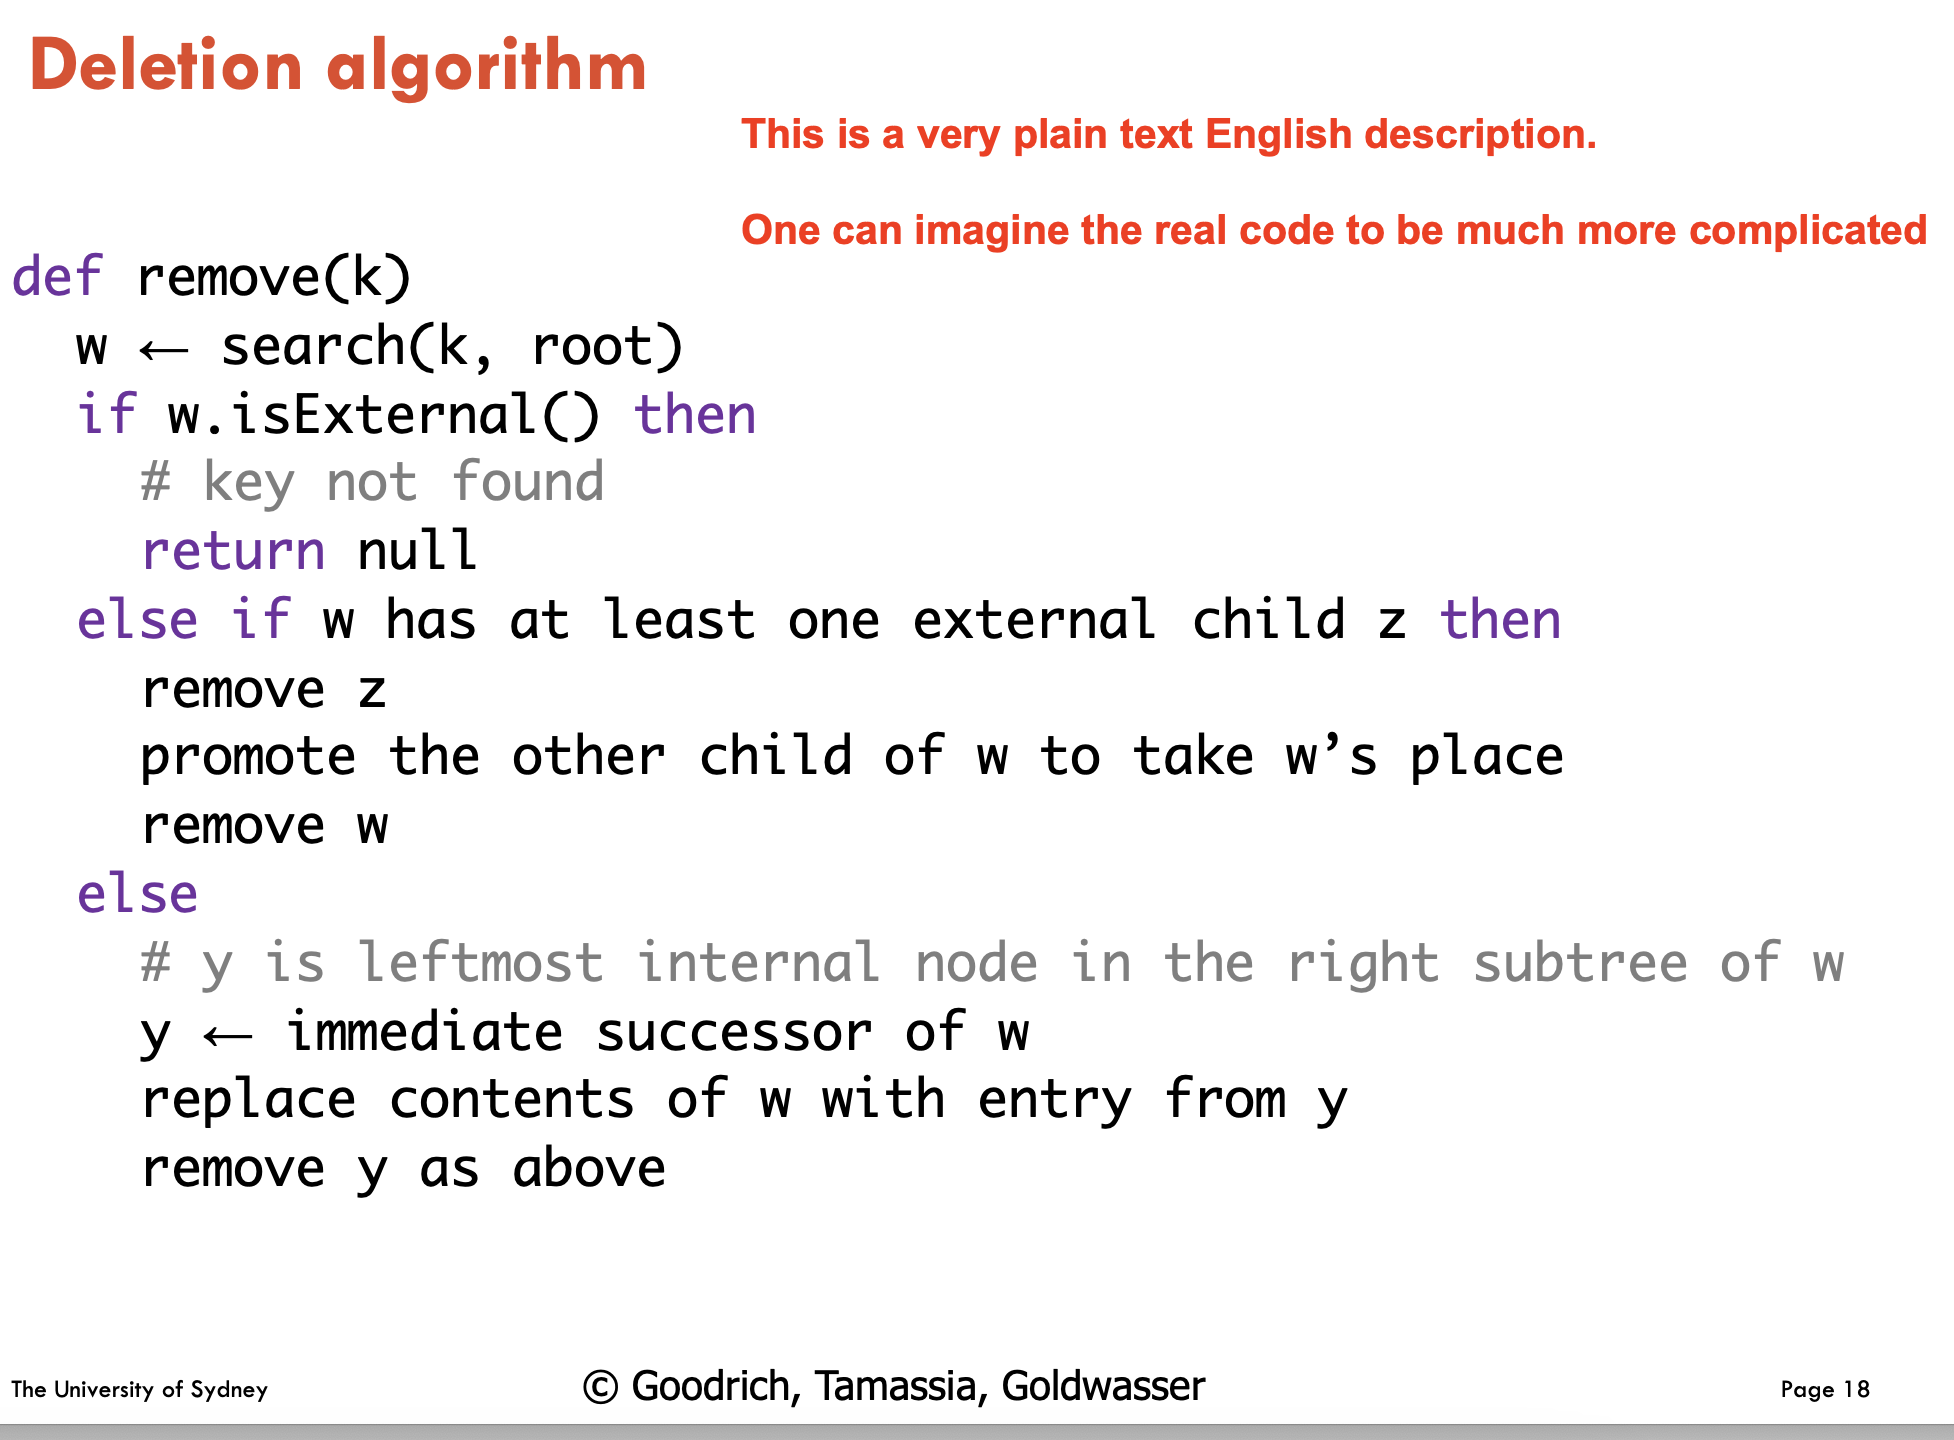 Deletion algorithm
This is a very plain text English description.
One can imagine the real code to be much more complicated
def remove(k)
w ← search(k, root)
if w.isExternal() then
# key not found
return null
else if w has at least one external child z then
remove z
promote the other child of w to take w’s place
remove w
else
# y is leftmost internal node in the right subtree of w
y ← immediate successor of w
replace contents of w with entry from y
remove y as above
The University of Sydney
© Goodrich, Tamassia, Goldwasser
Page 18